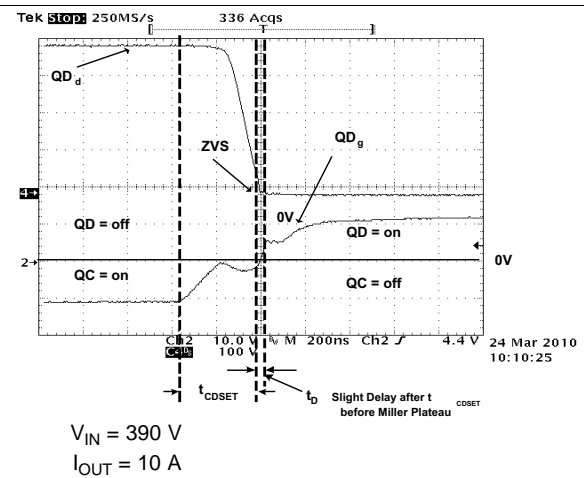 Tek Stop: 250MS/s 336 Acqs
T
QDd
ZVS
QDg
4→
0V
QD = off
QD = on
2→
0V
QC = on
QC = off
Ch2 10.0 V M 200ns Ch2 4.4 V
100 V
24 Mar 2010
10:10:25
tCDSET
tD
Slight Delay after tCDSET
before Miller Plateau
VIN = 390 V
IOUT = 10 A